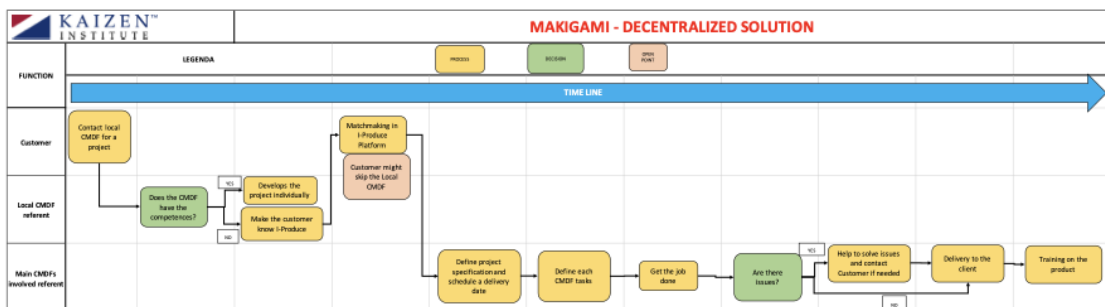 KAIZEN™
INSTITUTE
MAKIGAMI - DECENTRALIZED SOLUTION
FUNCTION
LEGENDA
PROCESS
DECISION
OPEN
POINT
TIME LINE
Customer
Contact local
CMDF for a
project
Matchmaking in
I-Produce
Platform
Customer might
skip the Local
CMDF
Local CMDF
referent
Does the CMDF
have the
competences?
YES
Develops the
project individually
NO
Make the customer
know I-Produce
Main CMDFs
involved referent
Define project
specification and
schedule a delivery
date
Define each
CMDF tasks
Get the job
done
Are there
issues?
YES
Help to solve issues
and contact
Customer if needed
NO
Delivery to the
client
Training on the
product